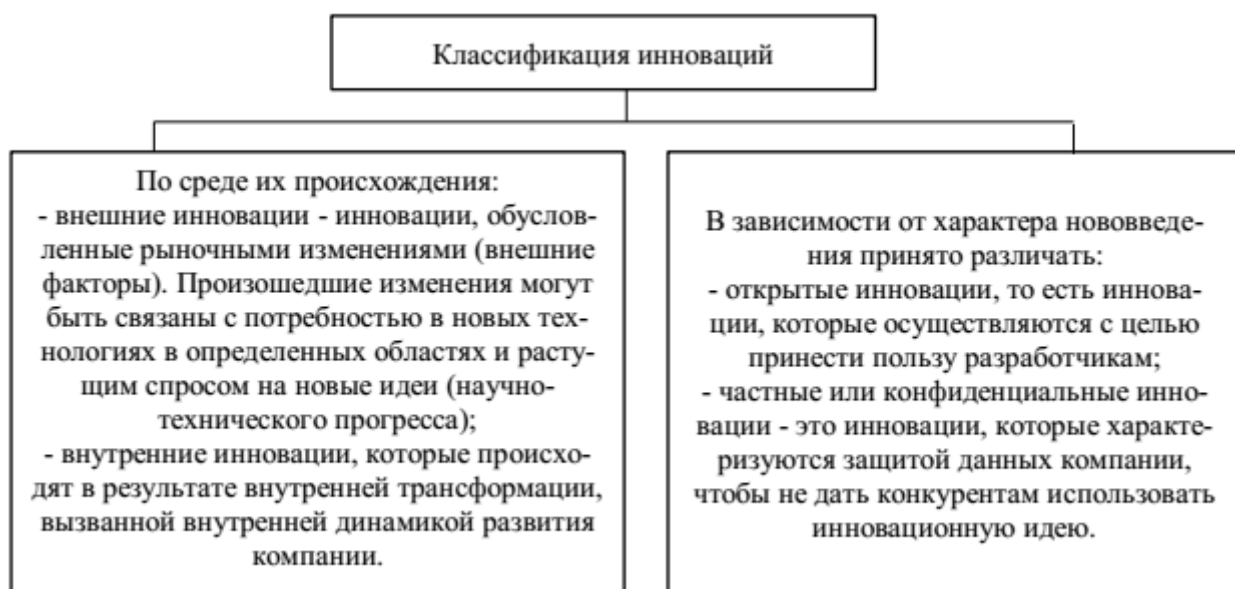 Классификация инноваций
По среде их происхождения:
- внешние инновации - инновации, обуслов-
ленные рыночными изменениями (внешние
факторы). Произошедшие изменения могут
быть связаны с потребностью в новых тех-
нологиях в определенных областях и расту-
щим спросом на новые идеи (научно-
технического прогресса);
- внутренние инновации, которые происхо-
дят в результате внутренней трансформации,
вызванной внутренней динамикой развития
компании.
В зависимости от характера нововведе-
ния принято различать:
- открытые инновации, то есть иннова-
ции, которые осуществляются с целью
принести пользу разработчикам;
- частные или конфиденциальные инно-
вации - это инновации, которые характе-
ризуются защитой данных компании,
чтобы не дать конкурентам использовать
инновационную идею.